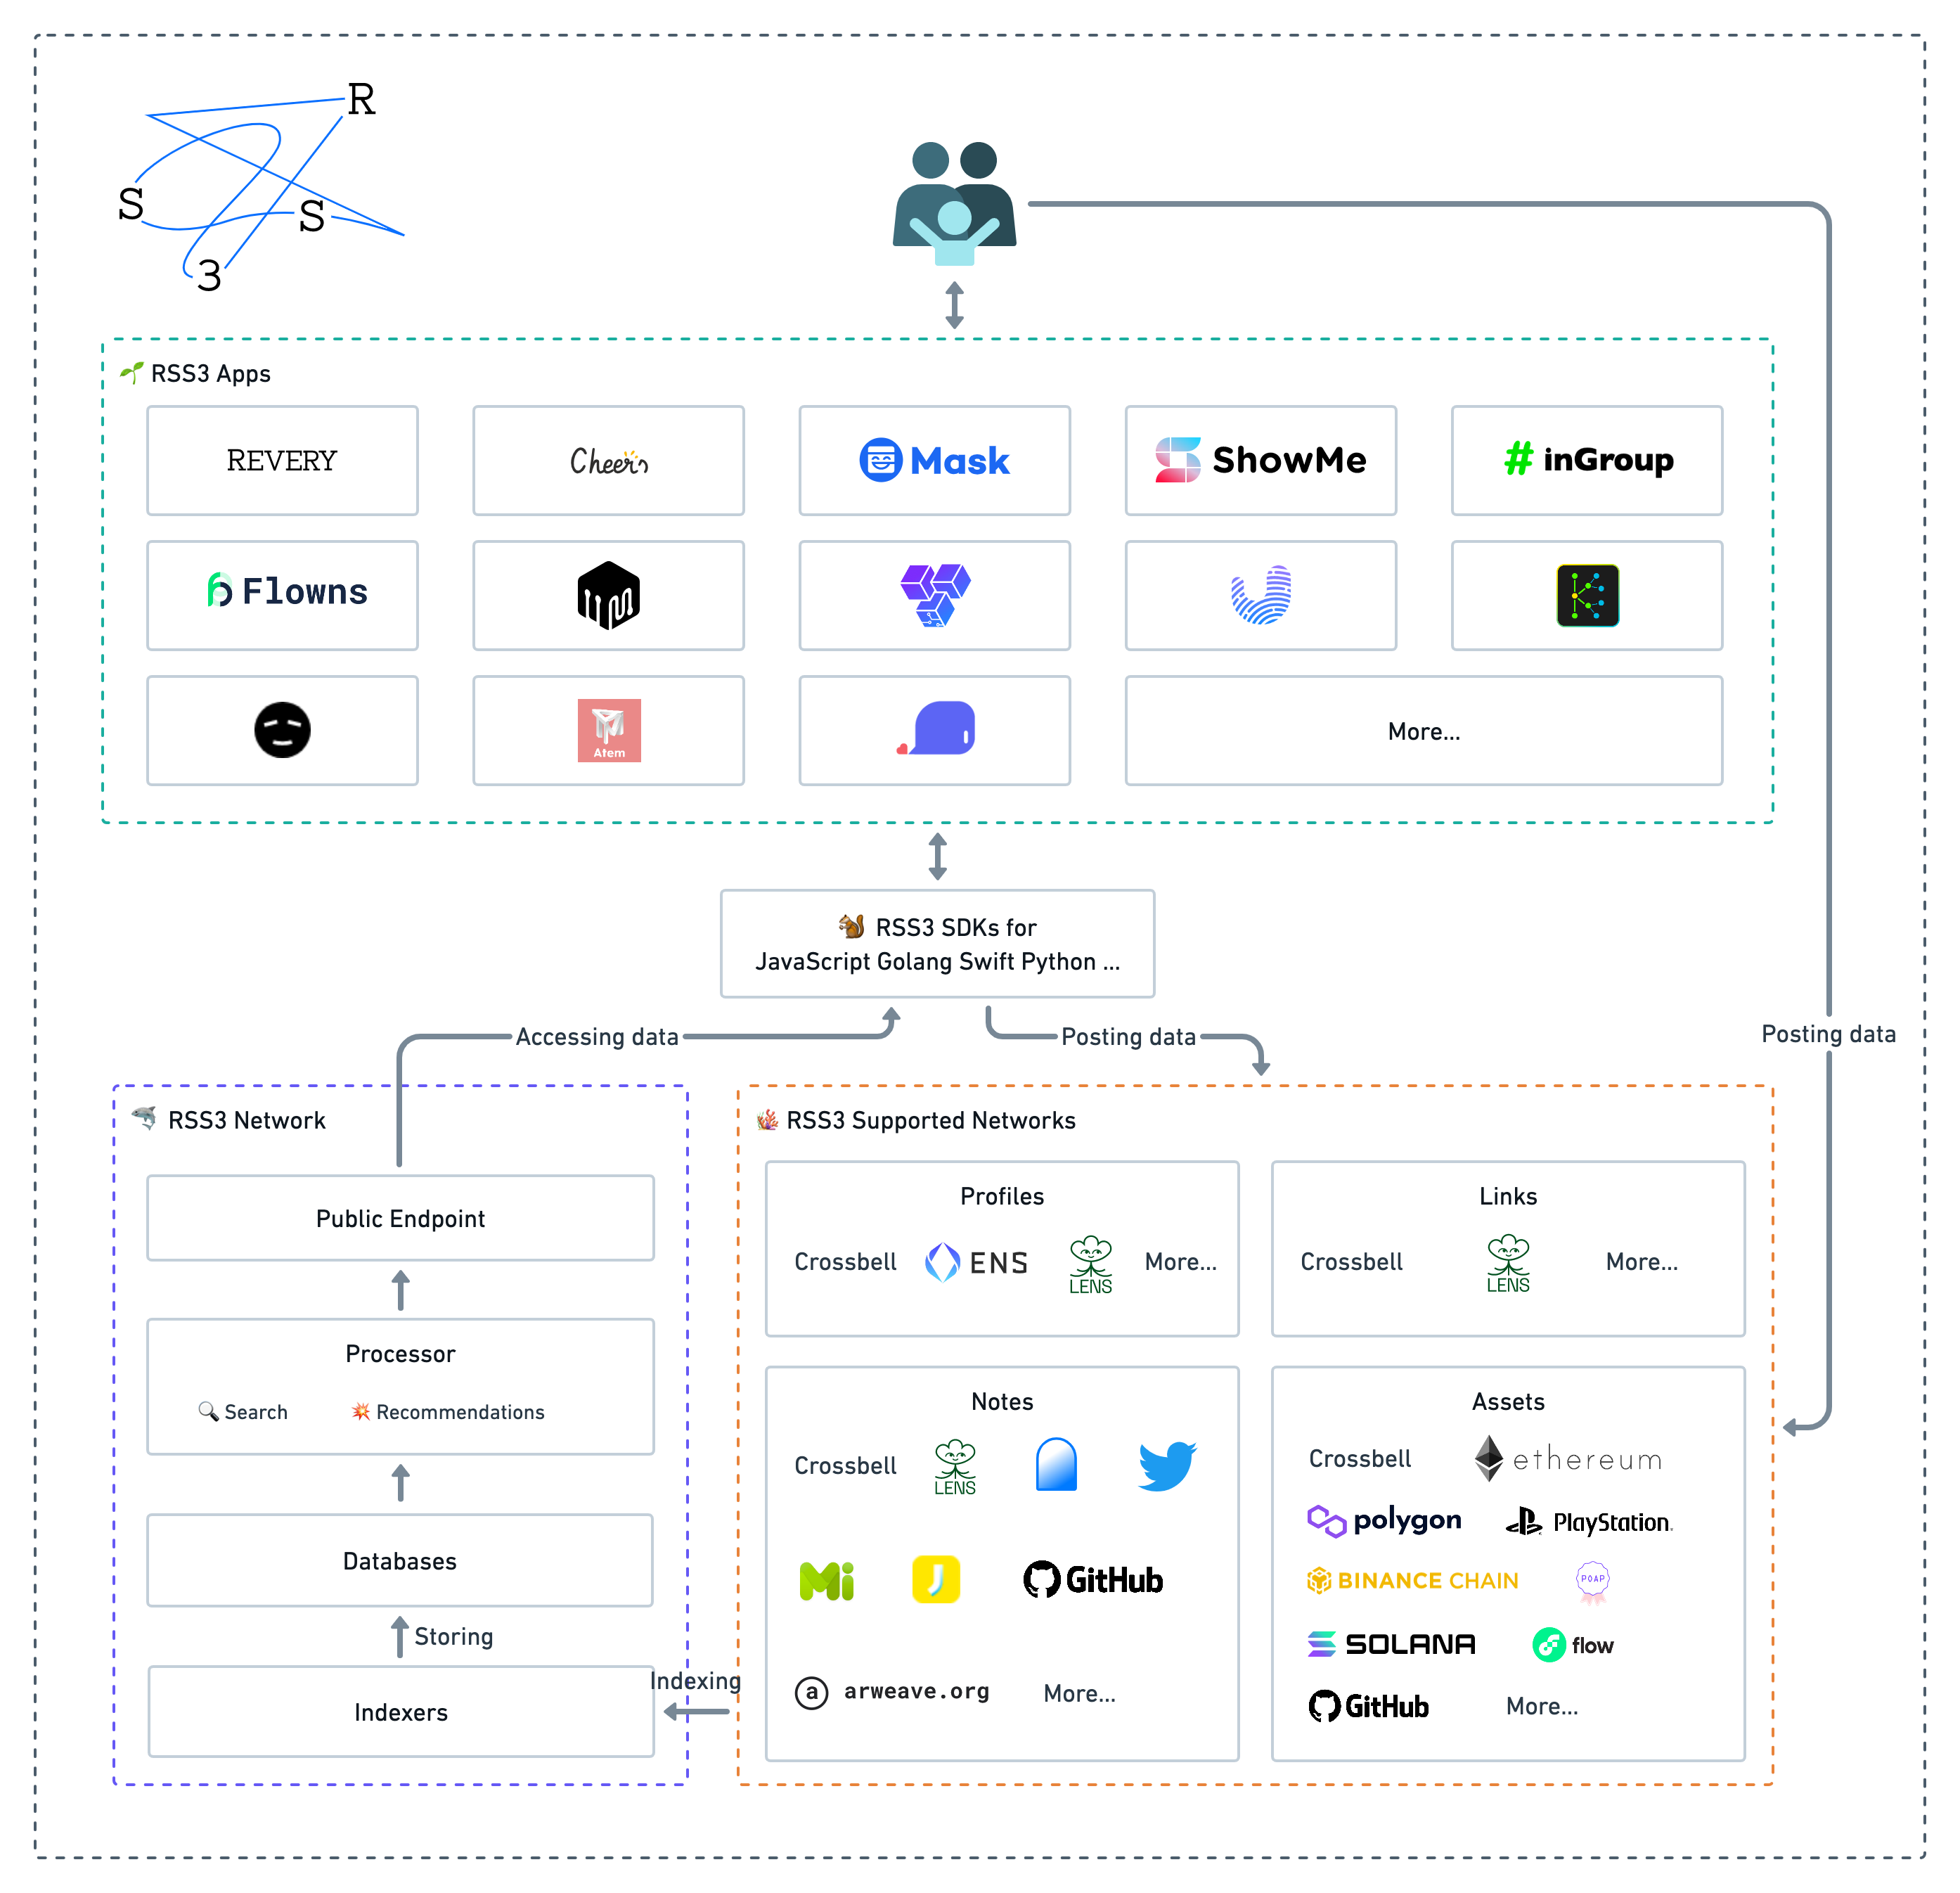 R
S
S
3
RSS3 Apps
REVERY
Cheers
Mask
ShowMe
# inGroup
Flowns
Atem
More...
RSS3 SDKs for
JavaScript Golang Swift Python ...
Accessing data
Posting data
Posting data
RSS3 Network
Public Endpoint
Processor
Search
Recommendations
Databases
Storing
Indexers
Indexing
RSS3 Supported Networks
Profiles
Crossbell
ENS
LENS
More...
Links
Crossbell
LENS
More...
Notes
Crossbell
LENS
Mi
J
GitHub
a arweave.org
More...
Assets
Crossbell
ethereum
polygon
PlayStation.
BINANCE CHAIN
POAP
SOLANA
flow
GitHub
More...